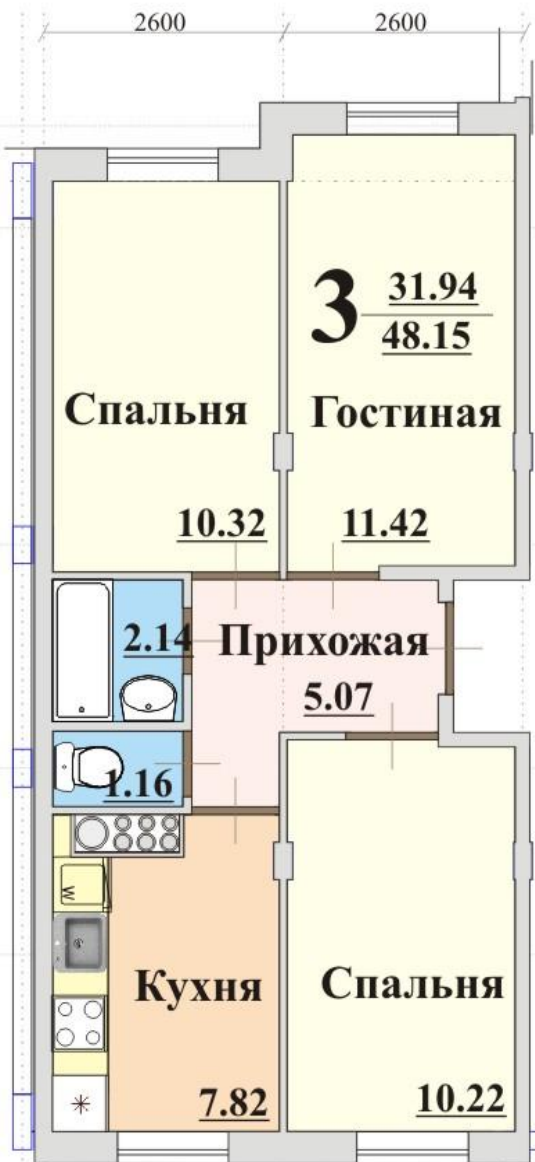 2600 2600
3 31.94
48.15
Спальня Гостиная
10.32 11.42
2.14 Прихожая
5.07
1.16
W
Кухня Спальня
7.82 10.22